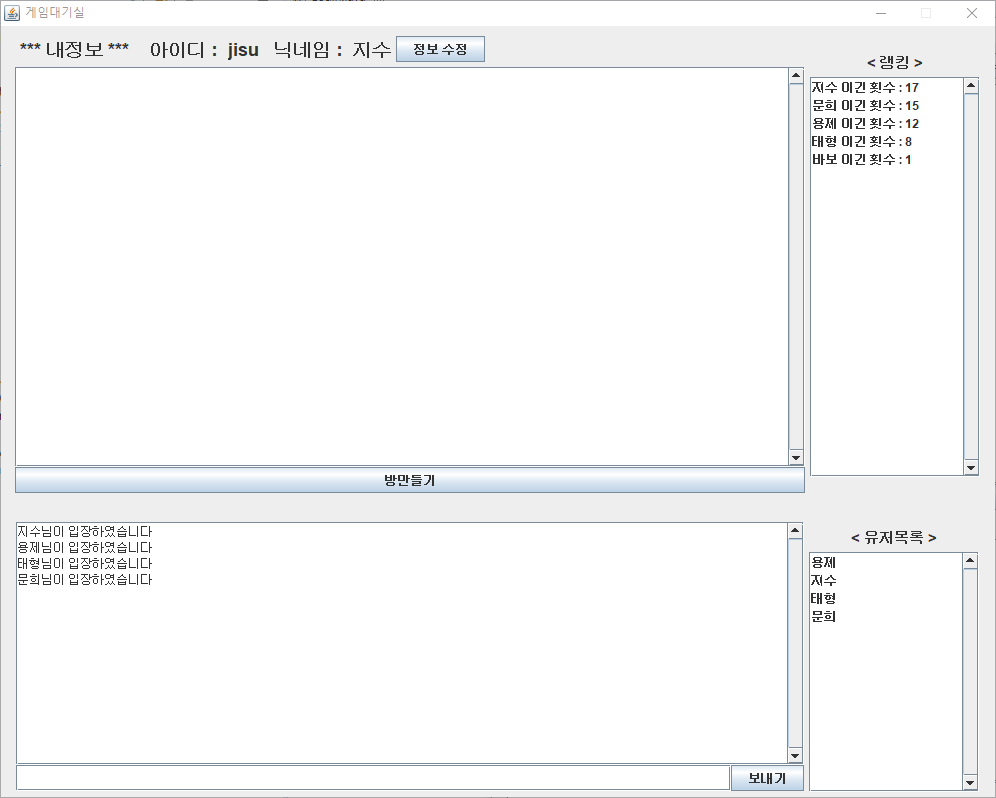 게임대기실
*** 내정보 *** 아이디 : jisu 닉네임 : 지수 정보 수정
< 랭킹 >
지수 이긴 횟수 : 17
문희 이긴 횟수 : 15
용제 이긴 횟수 : 12
태형 이긴 횟수 : 8
바보 이긴 횟수 : 1
방만들기
지수님이 입장하였습니다
용제님이 입장하였습니다
태형님이 입장하였습니다
문희님이 입장하였습니다
< 유저목록 >
용제
지수
태형
문희
보내기